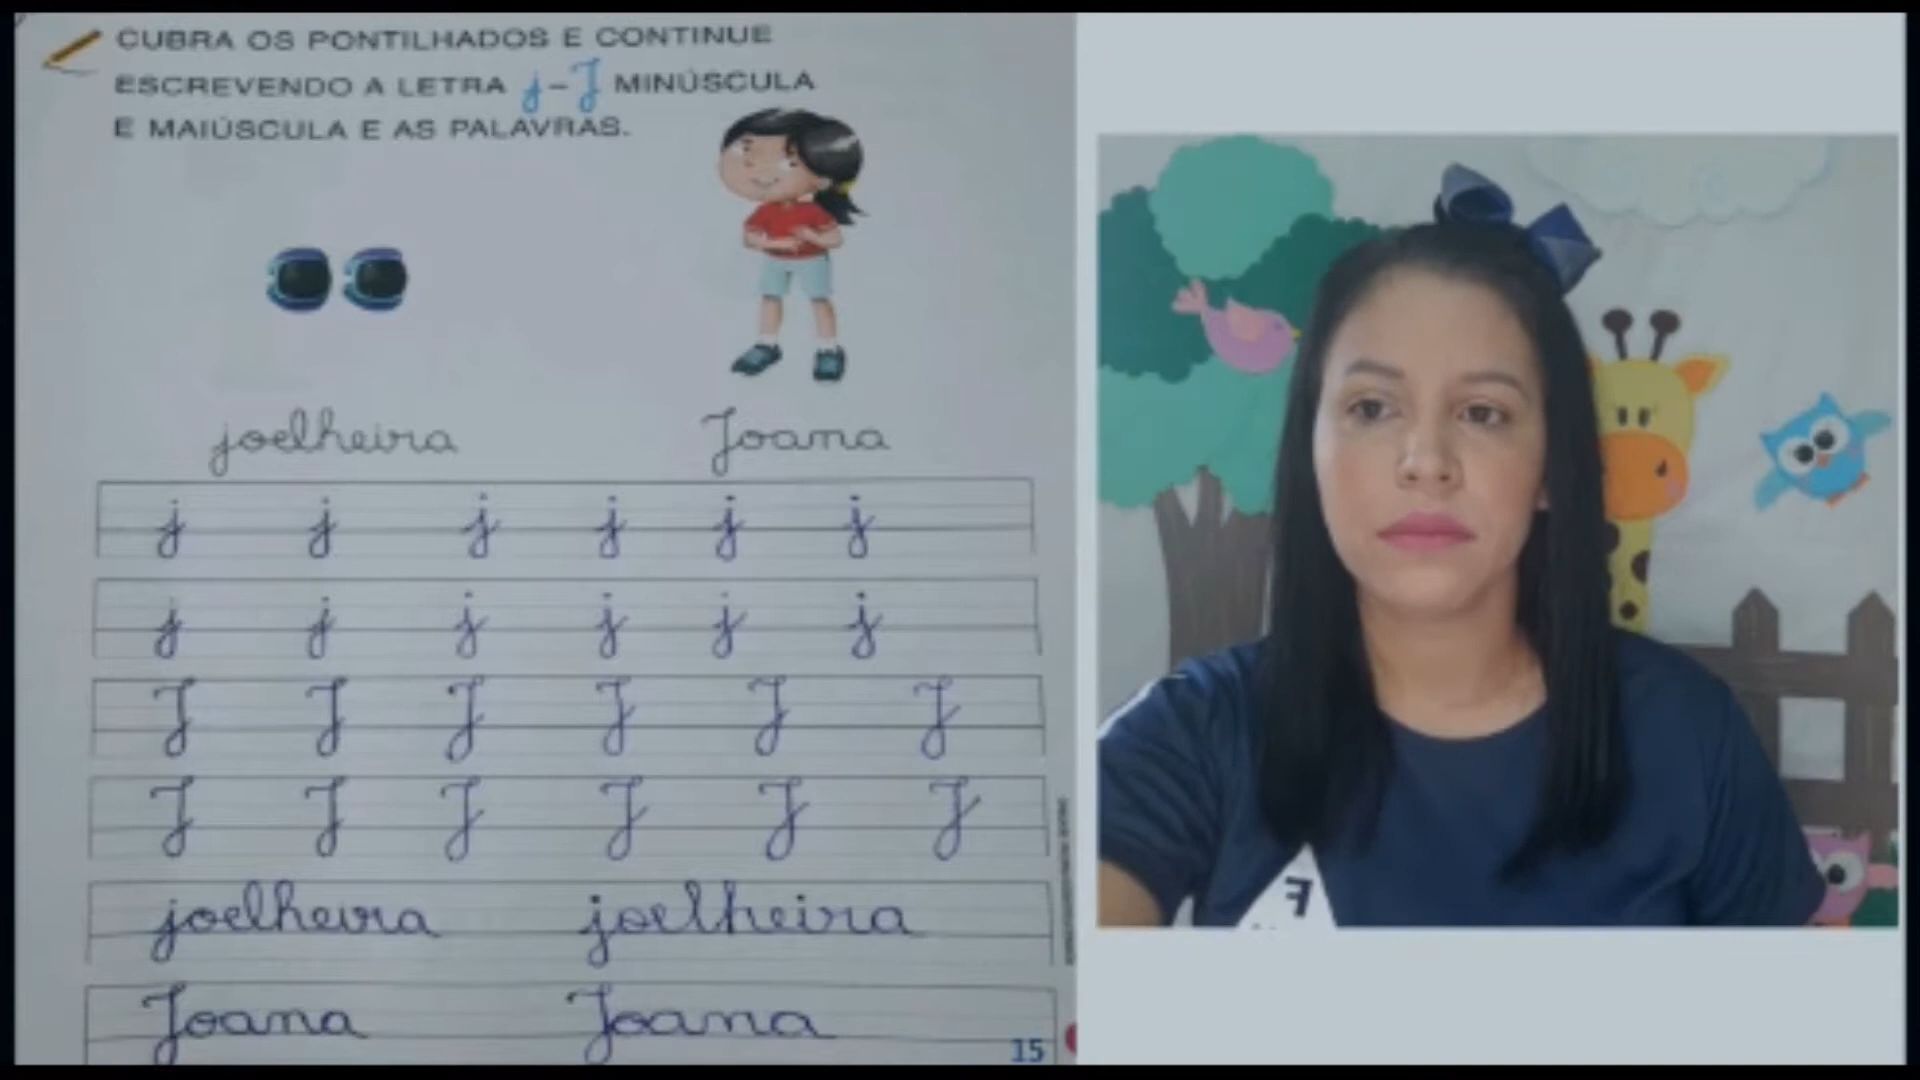 CUBRA OS PONTILHADOS E CONTINUE
ESCREVENDO A LETRA j-J MINÚSCULA
E MAIÚSCULA E AS PALAVRAS.
joelheira Joana
j j j j j j
j j j j j j
J J J J J J
J J J J J J
joelheira joelheira
Joana Joana
15
F